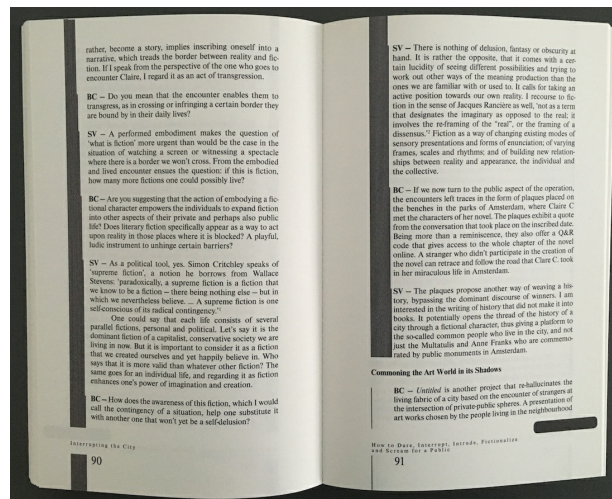 rather, become a story, implies inscribing oneself into a
narrative, which treads the border between reality and fic-
tion. If I speak from the perspective of the one who goes to
encounter Claire, I regard it as an act of transgression.
BC – Do you mean that the encounter enables them to
transgress, as in crossing or infringing a certain border they
are bound by in their daily lives?
SV – A performed embodiment makes the question of
'what is fiction' more urgent than would be the case in the
situation of watching a screen or witnessing a spectacle
where there is a border we won't cross. From the embodied
and lived encounter ensues the question: if this is fiction,
how many more fictions one could possibly live?
BC – Are you suggesting that the action of embodying a fic-
tional character empowers the individuals to expand fiction
into other aspects of their private and perhaps also public
life? Does literary fiction specifically appear as a way to act
upon reality in those places where it is blocked? A playful,
ludic instrument to unhinge certain barriers?
SV – As a political tool, yes. Simon Critchley speaks of
'supreme fiction', a notion he borrows from Wallace
Stevens: 'paradoxically, a supreme fiction is a fiction that
we know to be a fiction – there being nothing else – but in
which we nevertheless believe. ... A supreme fiction is one
self-conscious of its radical contingency.'¹
One could say that each life consists of several
parallel fictions, personal and political. Let's say it is the
dominant fiction of a capitalist, conservative society we are
living in now. But it is important to consider it as a fiction
that we created ourselves and yet happily believe in. Who
says that it is more valid than whatever other fiction? The
same goes for an individual life, and regarding it as fiction
enhances one's power of imagination and creation.
BC – How does the awareness of this fiction, which I would
call the contingency of a situation, help one substitute it
with another one that won't yet be a self-delusion?
Interrupting the City
90
SV – There is nothing of delusion, fantasy or obscurity at
hand. It is rather the opposite, that it comes with a cer-
tain lucidity of seeing different possibilities and trying to
work out other ways of the meaning production than the
ones we are familiar with or used to. It calls for taking an
active position towards our own reality. I recourse to fic-
tion in the sense of Jacques Rancière as well, 'not as a term
that designates the imaginary as opposed to the real; it
involves the re-framing of the "real", or the framing of a
dissensus.'² Fiction as a way of changing existing modes of
sensory presentations and forms of enunciation; of varying
frames, scales and rhythms; and of building new relation-
ships between reality and appearance, the individual and
the collective.
BC – If we now turn to the public aspect of the operation,
the encounters left traces in the form of plaques placed on
the benches in the parks of Amsterdam, where Claire C
met the characters of her novel. The plaques exhibit a quote
from the conversation that took place on the inscribed date.
Being more than a reminiscence, they also offer a Q&R
code that gives access to the whole chapter of the novel
online. A stranger who didn't participate in the creation of
the novel can retrace and follow the road that Clare C. took
in her miraculous life in Amsterdam.
SV – The plaques propose another way of weaving a his-
tory, bypassing the dominant discourse of winners. I am
interested in the writing of history that did not make it into
books. It potentially opens the thread of the history of a
city through a fictional character, thus giving a platform to
the so-called common people who live in the city, and not
just the Multatulis and Anne Franks who are commemo-
rated by public monuments in Amsterdam.
Commoning the Art World in its Shadows
BC – Untitled is another project that re-hallucinates the
living fabric of a city based on the encounter of strangers at
the intersection of private-public spheres. A presentation of
art works chosen by the people living in the neighbourhood
How to Dare, Interrupt, Intrude, Fictionalize
and Scream for a Public
91